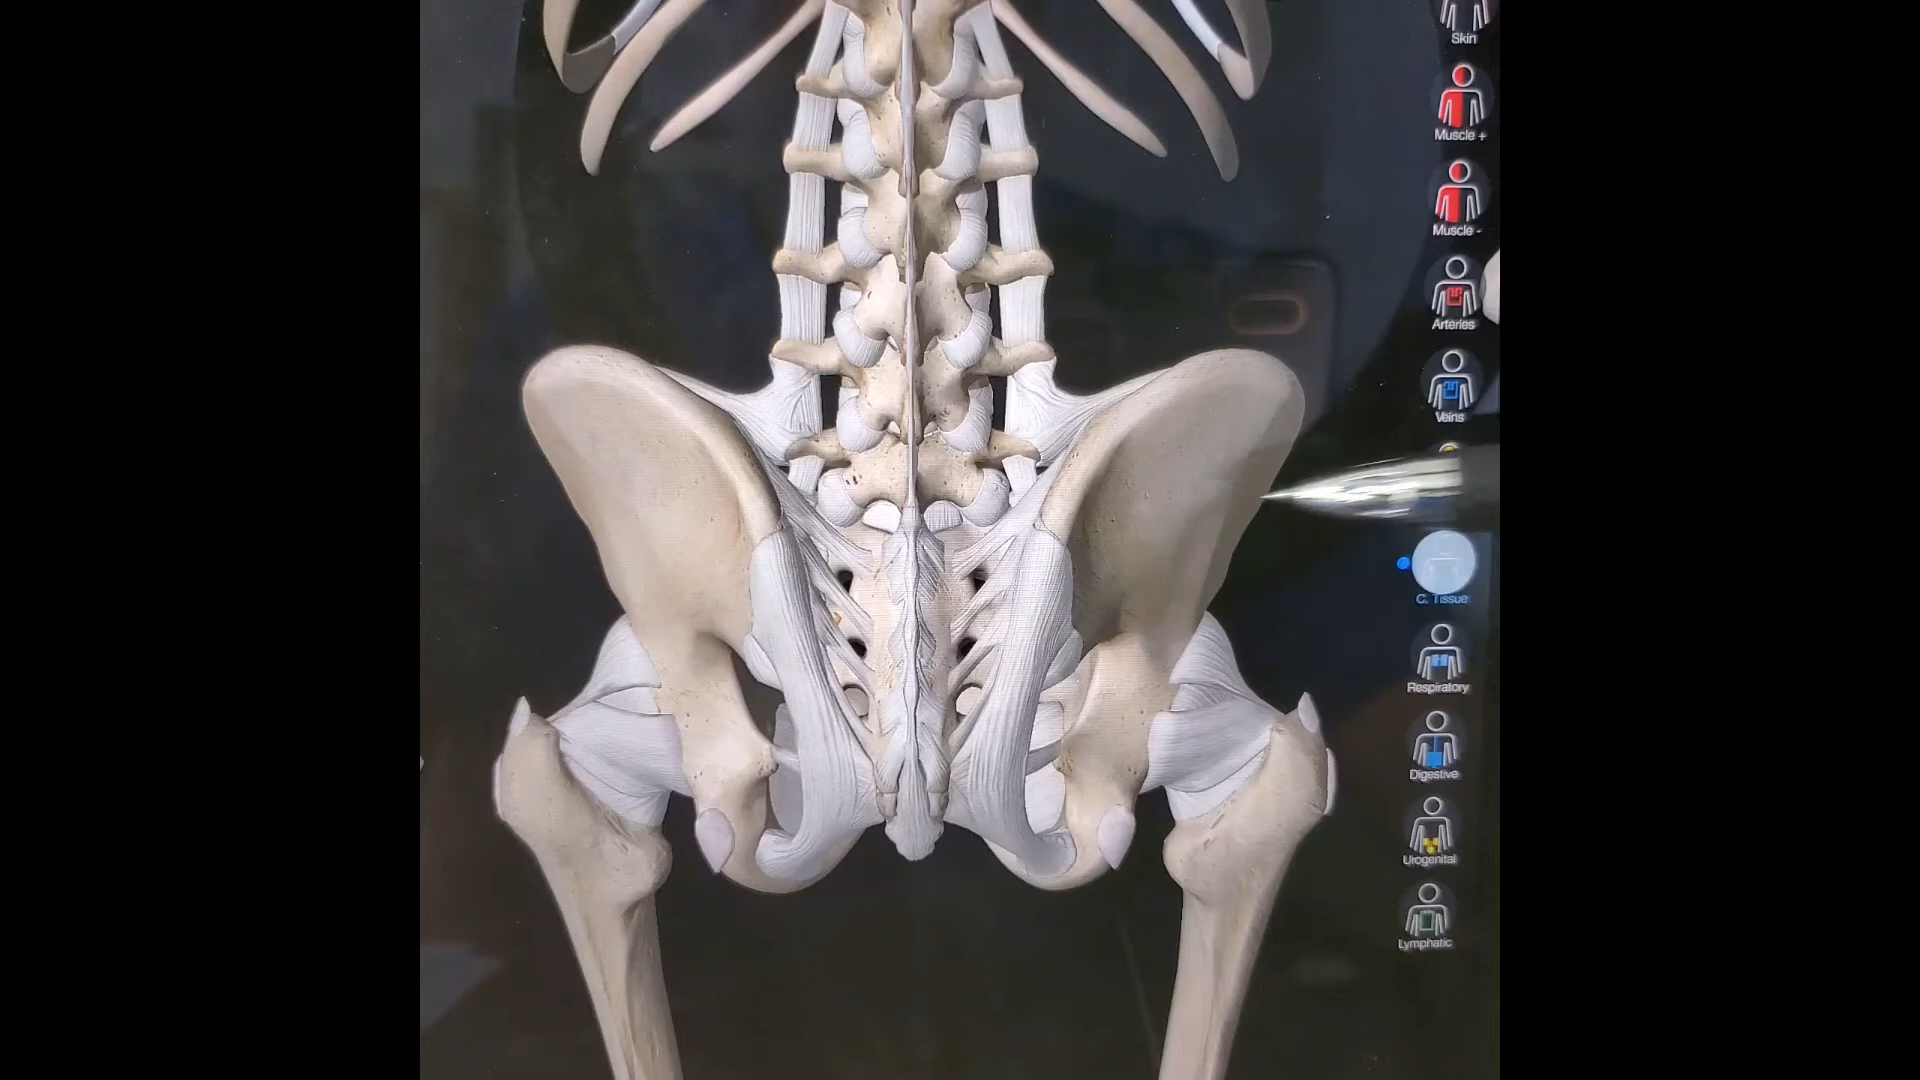 Skin
Muscle +
Muscle -
Arteries
Veins
C. Tissue
Respiratory
Digestive
Urogenital
Lymphatic